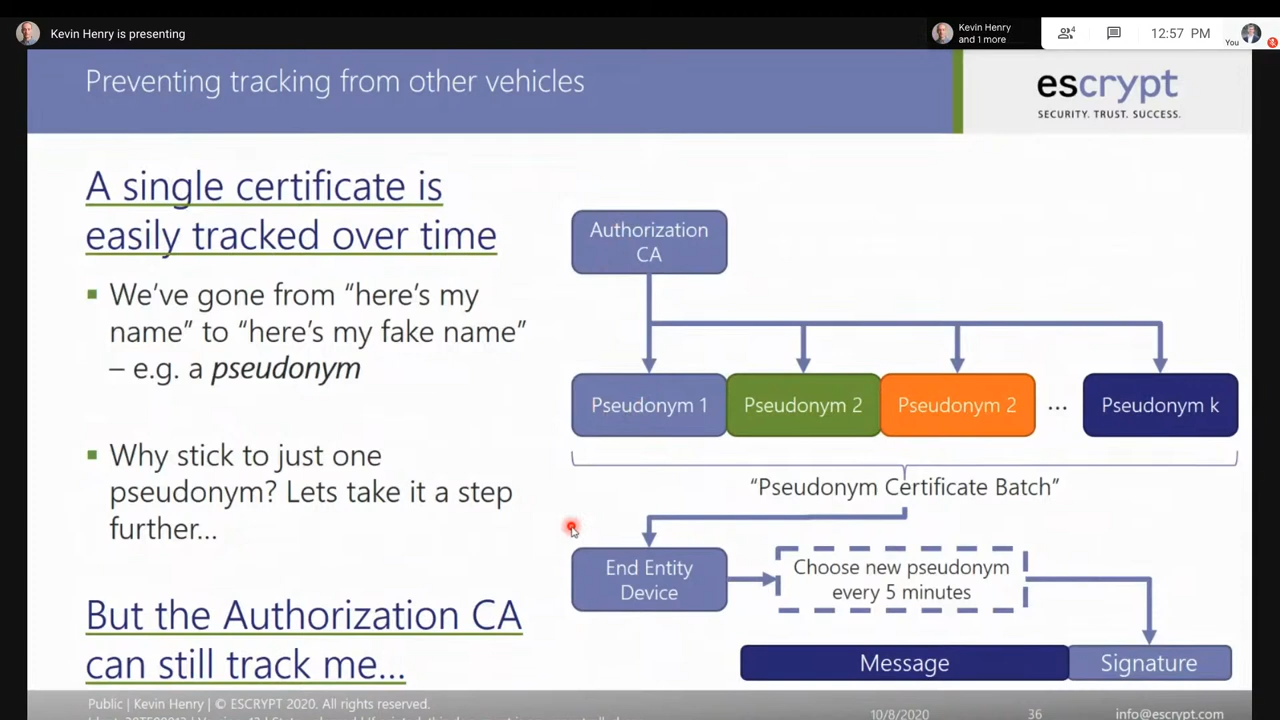 Kevin Henry is presenting
Kevin Henry
and 1 more
4
12:57 PM
You
Preventing tracking from other vehicles
escrypt
SECURITY. TRUST. SUCCESS.
A single certificate is
easily tracked over time
▪ We’ve gone from “here’s my
name” to “here’s my fake name”
– e.g. a pseudonym
▪ Why stick to just one
pseudonym? Lets take it a step
further...
But the Authorization CA
can still track me...
Authorization
CA
Pseudonym 1
Pseudonym 2
Pseudonym 2
...
Pseudonym k
“Pseudonym Certificate Batch”
End Entity
Device
Choose new pseudonym
every 5 minutes
Message
Signature
Public | Kevin Henry | © ESCRYPT 2020. All rights reserved.
10/8/2020
36
info@escrypt.com